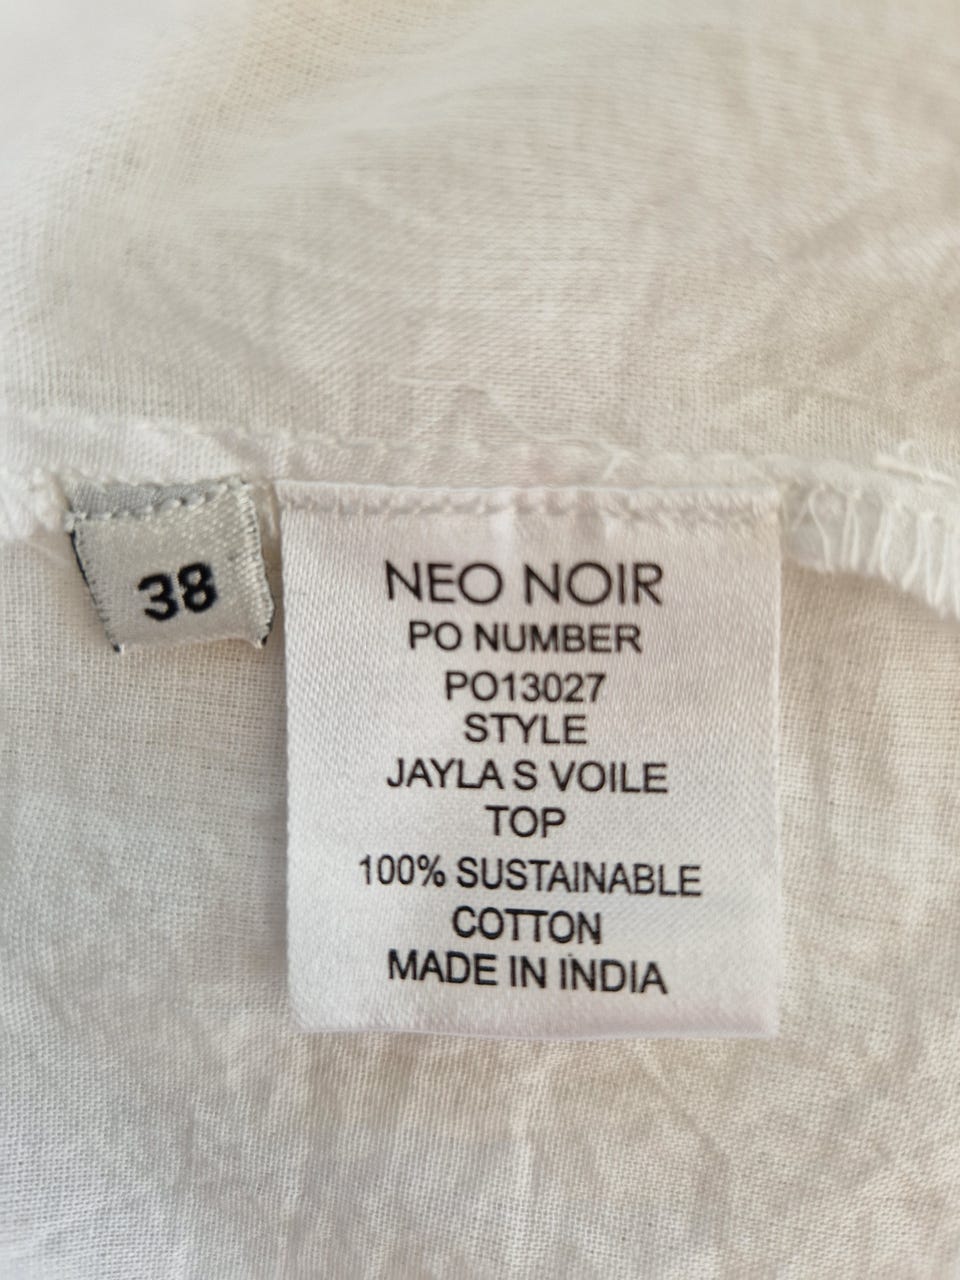 38
NEO NOIR
PO NUMBER
PO13027
STYLE
JAYLA S VOILE
TOP
100% SUSTAINABLE
COTTON
MADE IN INDIA